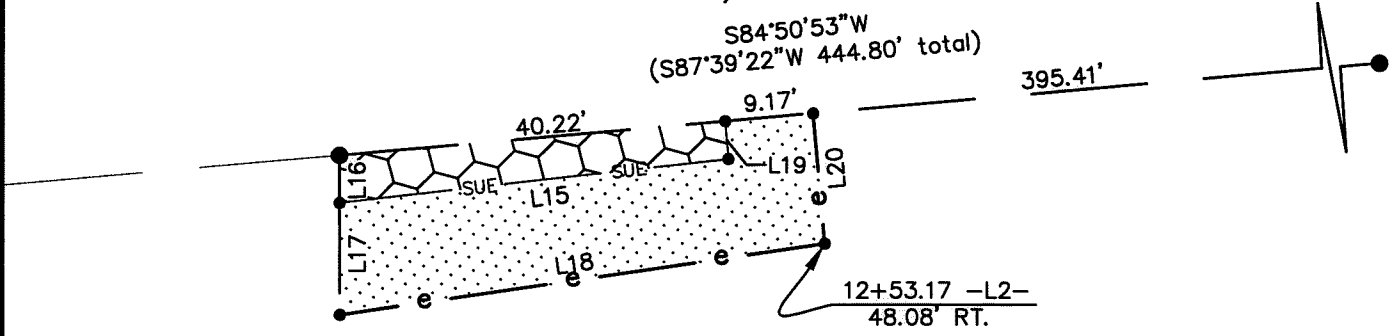 S84°50'53"W
(S87°39'22"W 444.80' total)
395.41'
9.17'
40.22'
L16
L19
L20
SUE
SUE
L15
e
L17
L18
e
e
e
12+53.17 -L2-
48.08' RT.